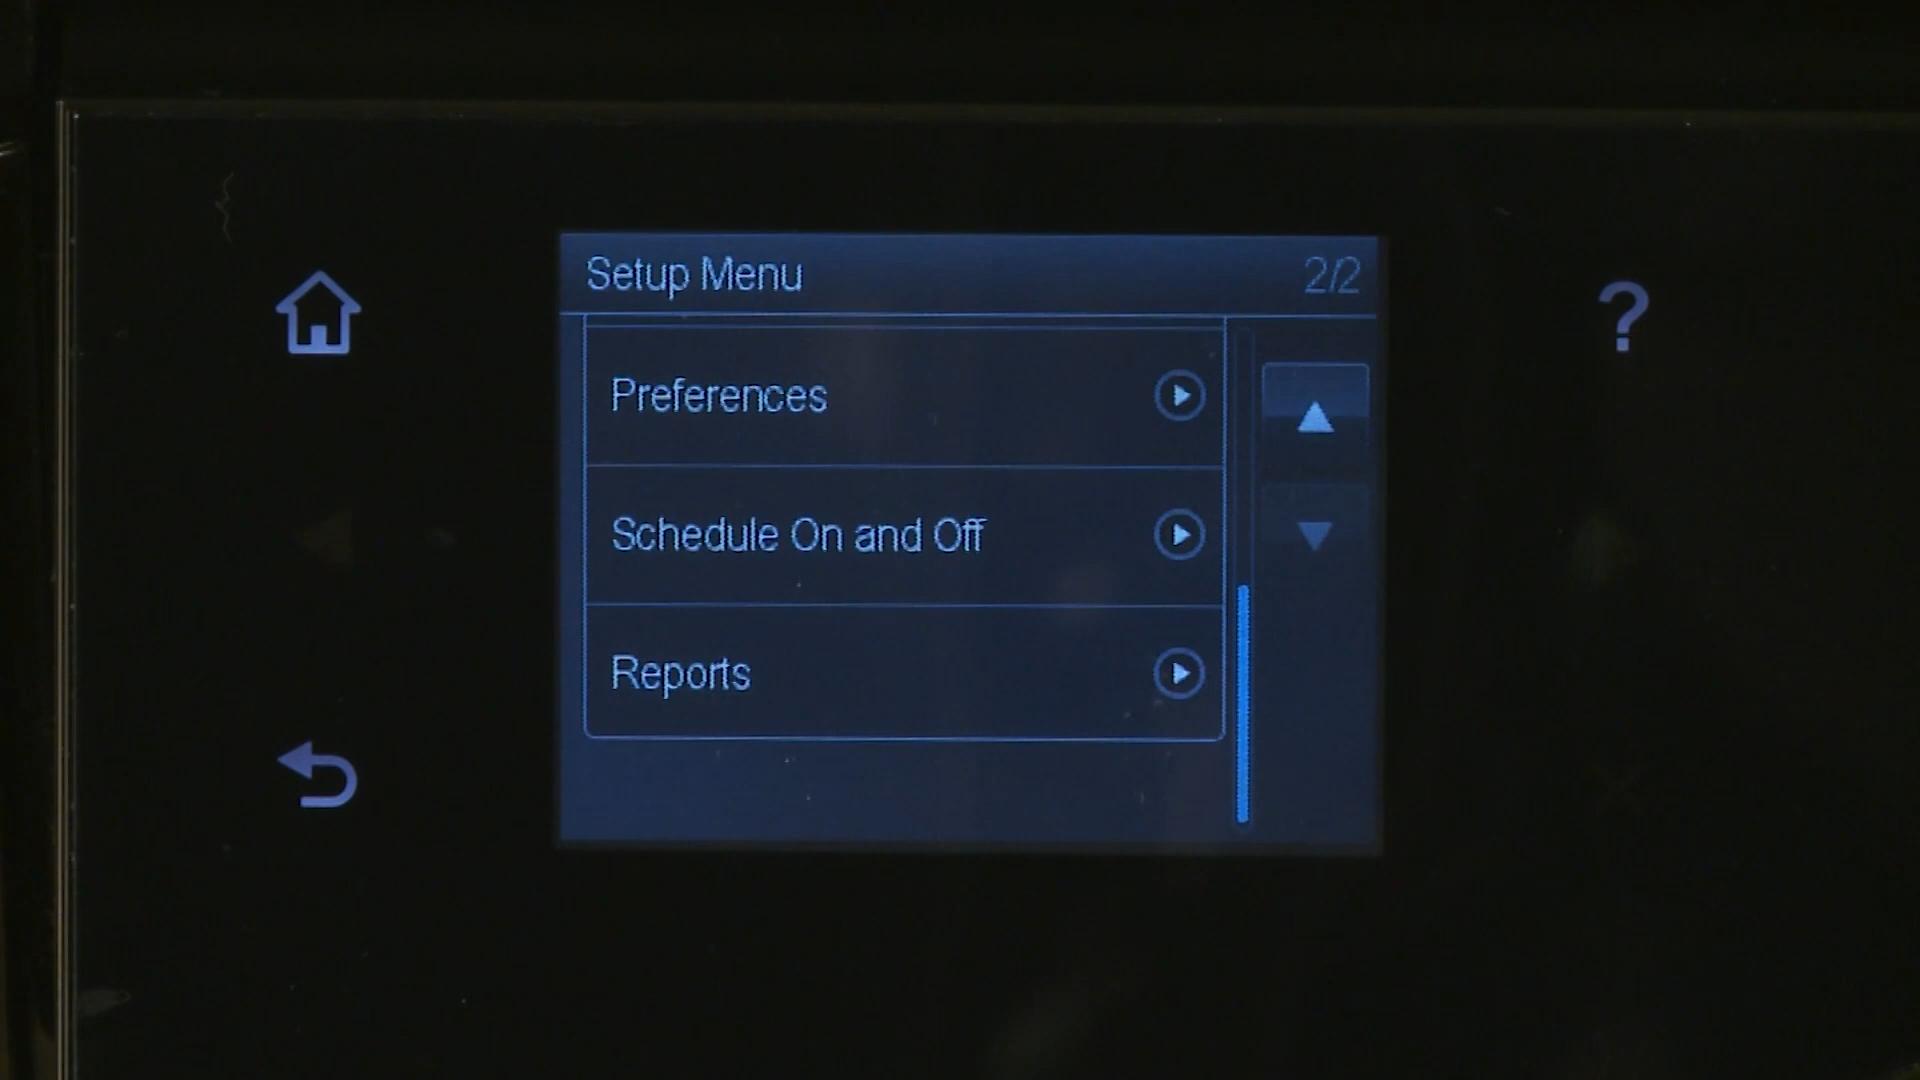 Setup Menu 2/2
Preferences
Schedule On and Off
Reports
?